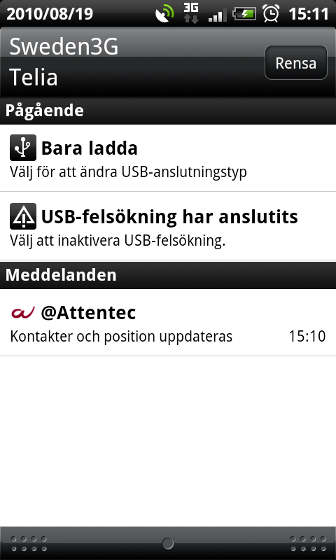 2010/08/19 3G 15:11
Sweden3G
Telia
Rensa
Pågående
Bara ladda
Välj för att ändra USB-anslutningstyp
USB-felsökning har anslutits
Välj att inaktivera USB-felsökning.
Meddelanden
@Attentec
Kontakter och position uppdateras 15:10